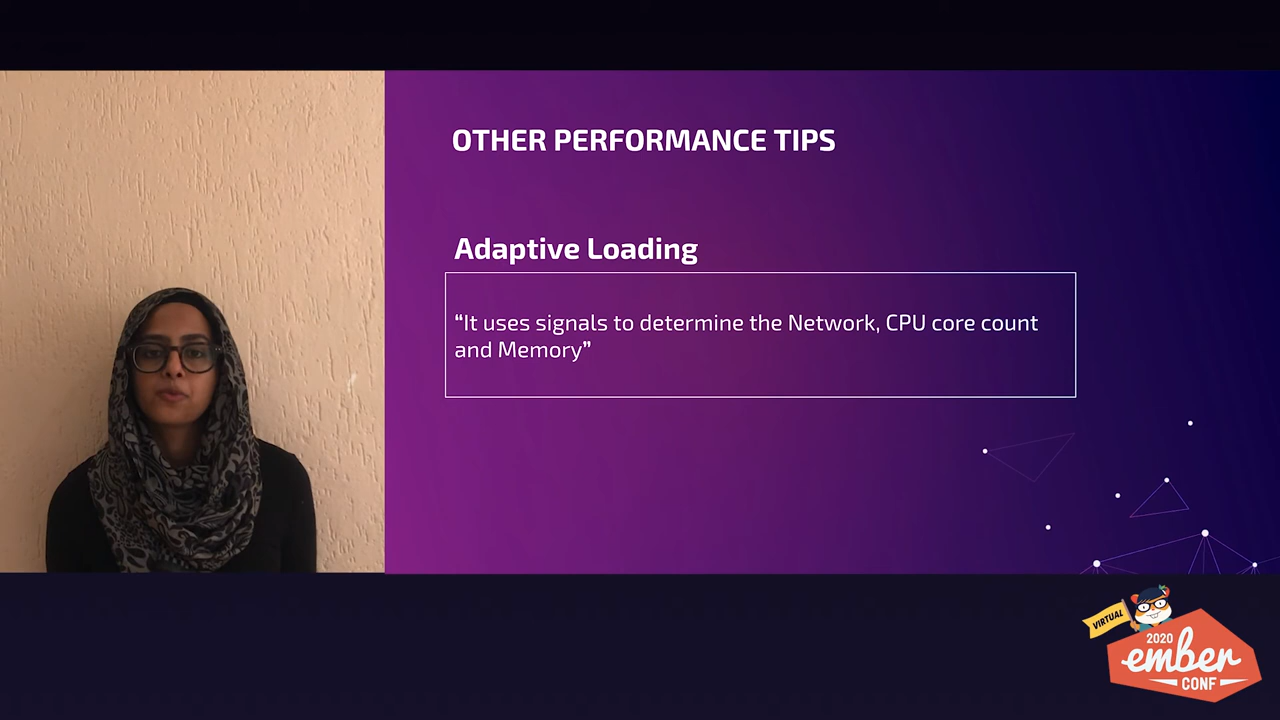 OTHER PERFORMANCE TIPS
Adaptive Loading
“It uses signals to determine the Network, CPU core count
and Memory”
VIRTUAL
2020
ember
CONF